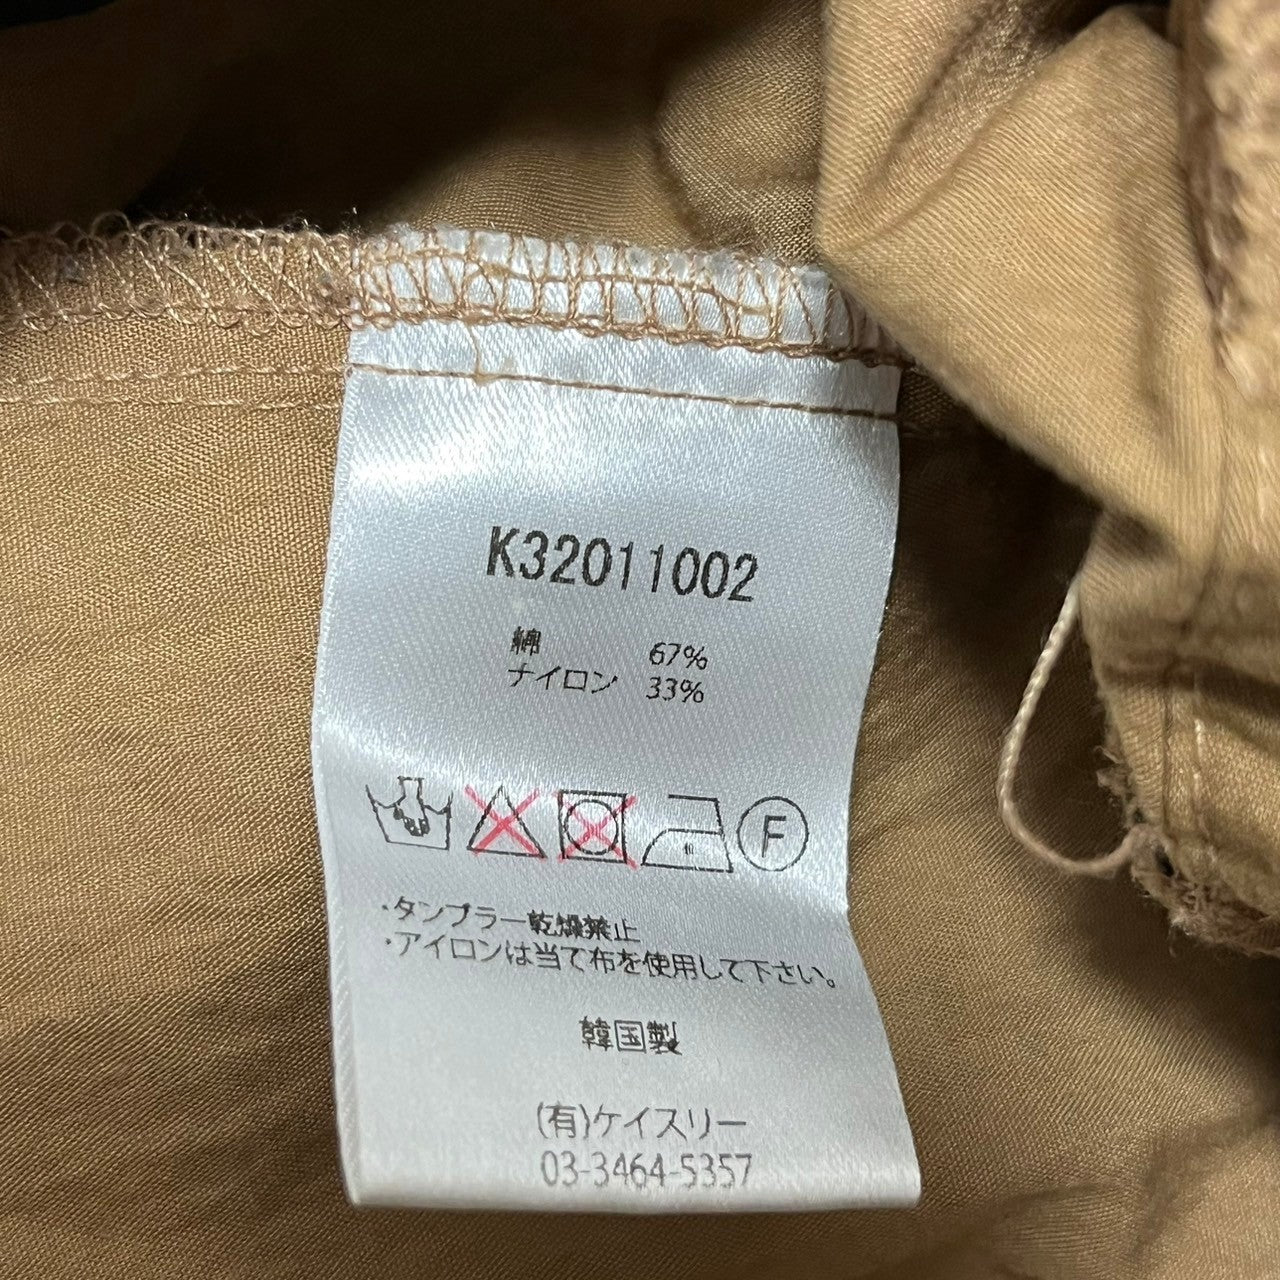 K32011002
綿 67%
ナイロン 33%
F
・タンブラー乾燥禁止
・アイロンは当て布を使用して下さい。
韓国製
(有)ケイスリー
03-3464-5357